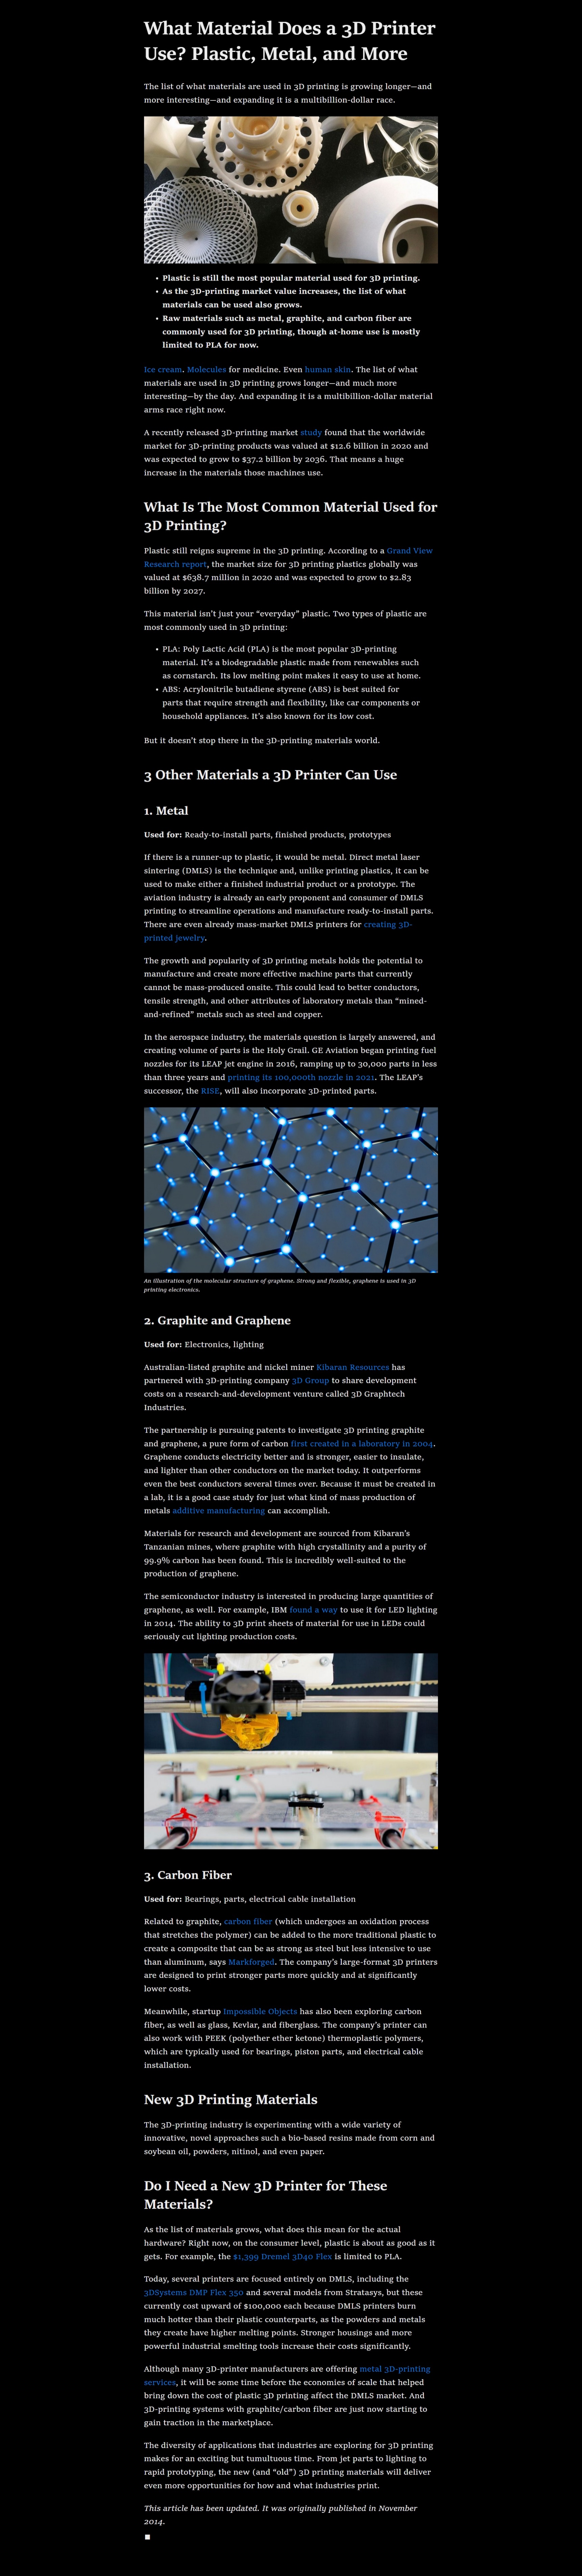 What Material Does a 3D Printer
Use? Plastic, Metal, and More
The list of what materials are used in 3D printing is growing longer—and
more interesting—and expanding it is a multibillion-dollar race.
• Plastic is still the most popular material used for 3D printing.
• As the 3D-printing market value increases, the list of what
materials can be used also grows.
• Raw materials such as metal, graphite, and carbon fiber are
commonly used for 3D printing, though at-home use is mostly
limited to PLA for now.
Ice cream. Molecules for medicine. Even human skin. The list of what
materials are used in 3D printing grows longer—and much more
interesting—by the day. And expanding it is a multibillion-dollar material
arms race right now.
A recently released 3D-printing market study found that the worldwide
market for 3D-printing products was valued at $12.6 billion in 2020 and
was expected to grow to $37.2 billion by 2036. That means a huge
increase in the materials those machines use.
What Is The Most Common Material Used for
3D Printing?
Plastic still reigns supreme in the 3D printing. According to a Grand View
Research report, the market size for 3D printing plastics globally was
valued at $638.7 million in 2020 and was expected to grow to $2.83
billion by 2027.
This material isn’t just your “everyday” plastic. Two types of plastic are
most commonly used in 3D printing:
• PLA: Poly Lactic Acid (PLA) is the most popular 3D-printing
material. It’s a biodegradable plastic made from renewables such
as cornstarch. Its low melting point makes it easy to use at home.
• ABS: Acrylonitrile butadiene styrene (ABS) is best suited for
parts that require strength and flexibility, like car components or
household appliances. It’s also known for its low cost.
But it doesn’t stop there in the 3D-printing materials world.
3 Other Materials a 3D Printer Can Use
1. Metal
Used for: Ready-to-install parts, finished products, prototypes
If there is a runner-up to plastic, it would be metal. Direct metal laser
sintering (DMLS) is the technique and, unlike printing plastics, it can be
used to make either a finished industrial product or a prototype. The
aviation industry is already an early proponent and consumer of DMLS
printing to streamline operations and manufacture ready-to-install parts.
There are even already mass-market DMLS printers for creating 3D-
printed jewelry.
The growth and popularity of 3D printing metals holds the potential to
manufacture and create more effective machine parts that currently
cannot be mass-produced onsite. This could lead to better conductors,
tensile strength, and other attributes of laboratory metals than “mined-
and-refined” metals such as steel and copper.
In the aerospace industry, the materials question is largely answered, and
creating volume of parts is the Holy Grail. GE Aviation began printing fuel
nozzles for its LEAP jet engine in 2016, ramping up to 30,000 parts in less
than three years and printing its 100,000th nozzle in 2021. The LEAP’s
successor, the RISE, will also incorporate 3D-printed parts.
An illustration of the molecular structure of graphene. Strong and flexible, graphene is used in 3D
printing electronics.
2. Graphite and Graphene
Used for: Electronics, lighting
Australian-listed graphite and nickel miner Kibaran Resources has
partnered with 3D-printing company 3D Group to share development
costs on a research-and-development venture called 3D Graphtech
Industries.
The partnership is pursuing patents to investigate 3D printing graphite
and graphene, a pure form of carbon first created in a laboratory in 2004.
Graphene conducts electricity better and is stronger, easier to insulate,
and lighter than other conductors on the market today. It outperforms
even the best conductors several times over. Because it must be created in
a lab, it is a good case study for just what kind of mass production of
metals additive manufacturing can accomplish.
Materials for research and development are sourced from Kibaran’s
Tanzanian mines, where graphite with high crystallinity and a purity of
99.9% carbon has been found. This is incredibly well-suited to the
production of graphene.
The semiconductor industry is interested in producing large quantities of
graphene, as well. For example, IBM found a way to use it for LED lighting
in 2014. The ability to 3D print sheets of material for use in LEDs could
seriously cut lighting production costs.
3. Carbon Fiber
Used for: Bearings, parts, electrical cable installation
Related to graphite, carbon fiber (which undergoes an oxidation process
that stretches the polymer) can be added to the more traditional plastic to
create a composite that can be as strong as steel but less intensive to use
than aluminum, says Markforged. The company’s large-format 3D printers
are designed to print stronger parts more quickly and at significantly
lower costs.
Meanwhile, startup Impossible Objects has also been exploring carbon
fiber, as well as glass, Kevlar, and fiberglass. The company’s printer can
also work with PEEK (polyether ether ketone) thermoplastic polymers,
which are typically used for bearings, piston parts, and electrical cable
installation.
New 3D Printing Materials
The 3D-printing industry is experimenting with a wide variety of
innovative, novel approaches such a bio-based resins made from corn and
soybean oil, powders, nitinol, and even paper.
Do I Need a New 3D Printer for These
Materials?
As the list of materials grows, what does this mean for the actual
hardware? Right now, on the consumer level, plastic is about as good as it
gets. For example, the $1,399 Dremel 3D40 Flex is limited to PLA.
Today, several printers are focused entirely on DMLS, including the
3DSystems DMP Flex 350 and several models from Stratasys, but these
currently cost upward of $100,000 each because DMLS printers burn
much hotter than their plastic counterparts, as the powders and metals
they create have higher melting points. Stronger housings and more
powerful industrial smelting tools increase their costs significantly.
Although many 3D-printer manufacturers are offering metal 3D-printing
services, it will be some time before the economies of scale that helped
bring down the cost of plastic 3D printing affect the DMLS market. And
3D-printing systems with graphite/carbon fiber are just now starting to
gain traction in the marketplace.
The diversity of applications that industries are exploring for 3D printing
makes for an exciting but tumultuous time. From jet parts to lighting to
rapid prototyping, the new (and “old”) 3D printing materials will deliver
even more opportunities for how and what industries print.
This article has been updated. It was originally published in November
2014.